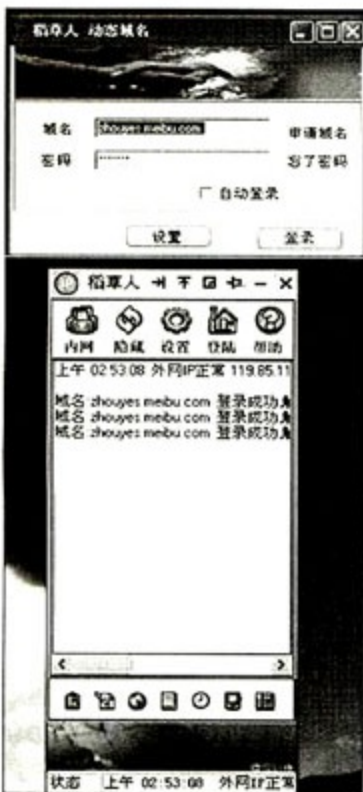 稻草人 动态域名
域名 zhouyes.meibu.com 申请域名
密码 ******* 忘了密码
自动登录
设置 登录
稻草人
内网 隐藏 设置 登陆 帮助
上午 02:53:08 外网IP正常 119.85.11
域名 zhouyes.meibu.com 登录成功
域名 zhouyes.meibu.com 登录成功
域名 zhouyes.meibu.com 登录成功
状态 上午 02:53:08 外网IP正常